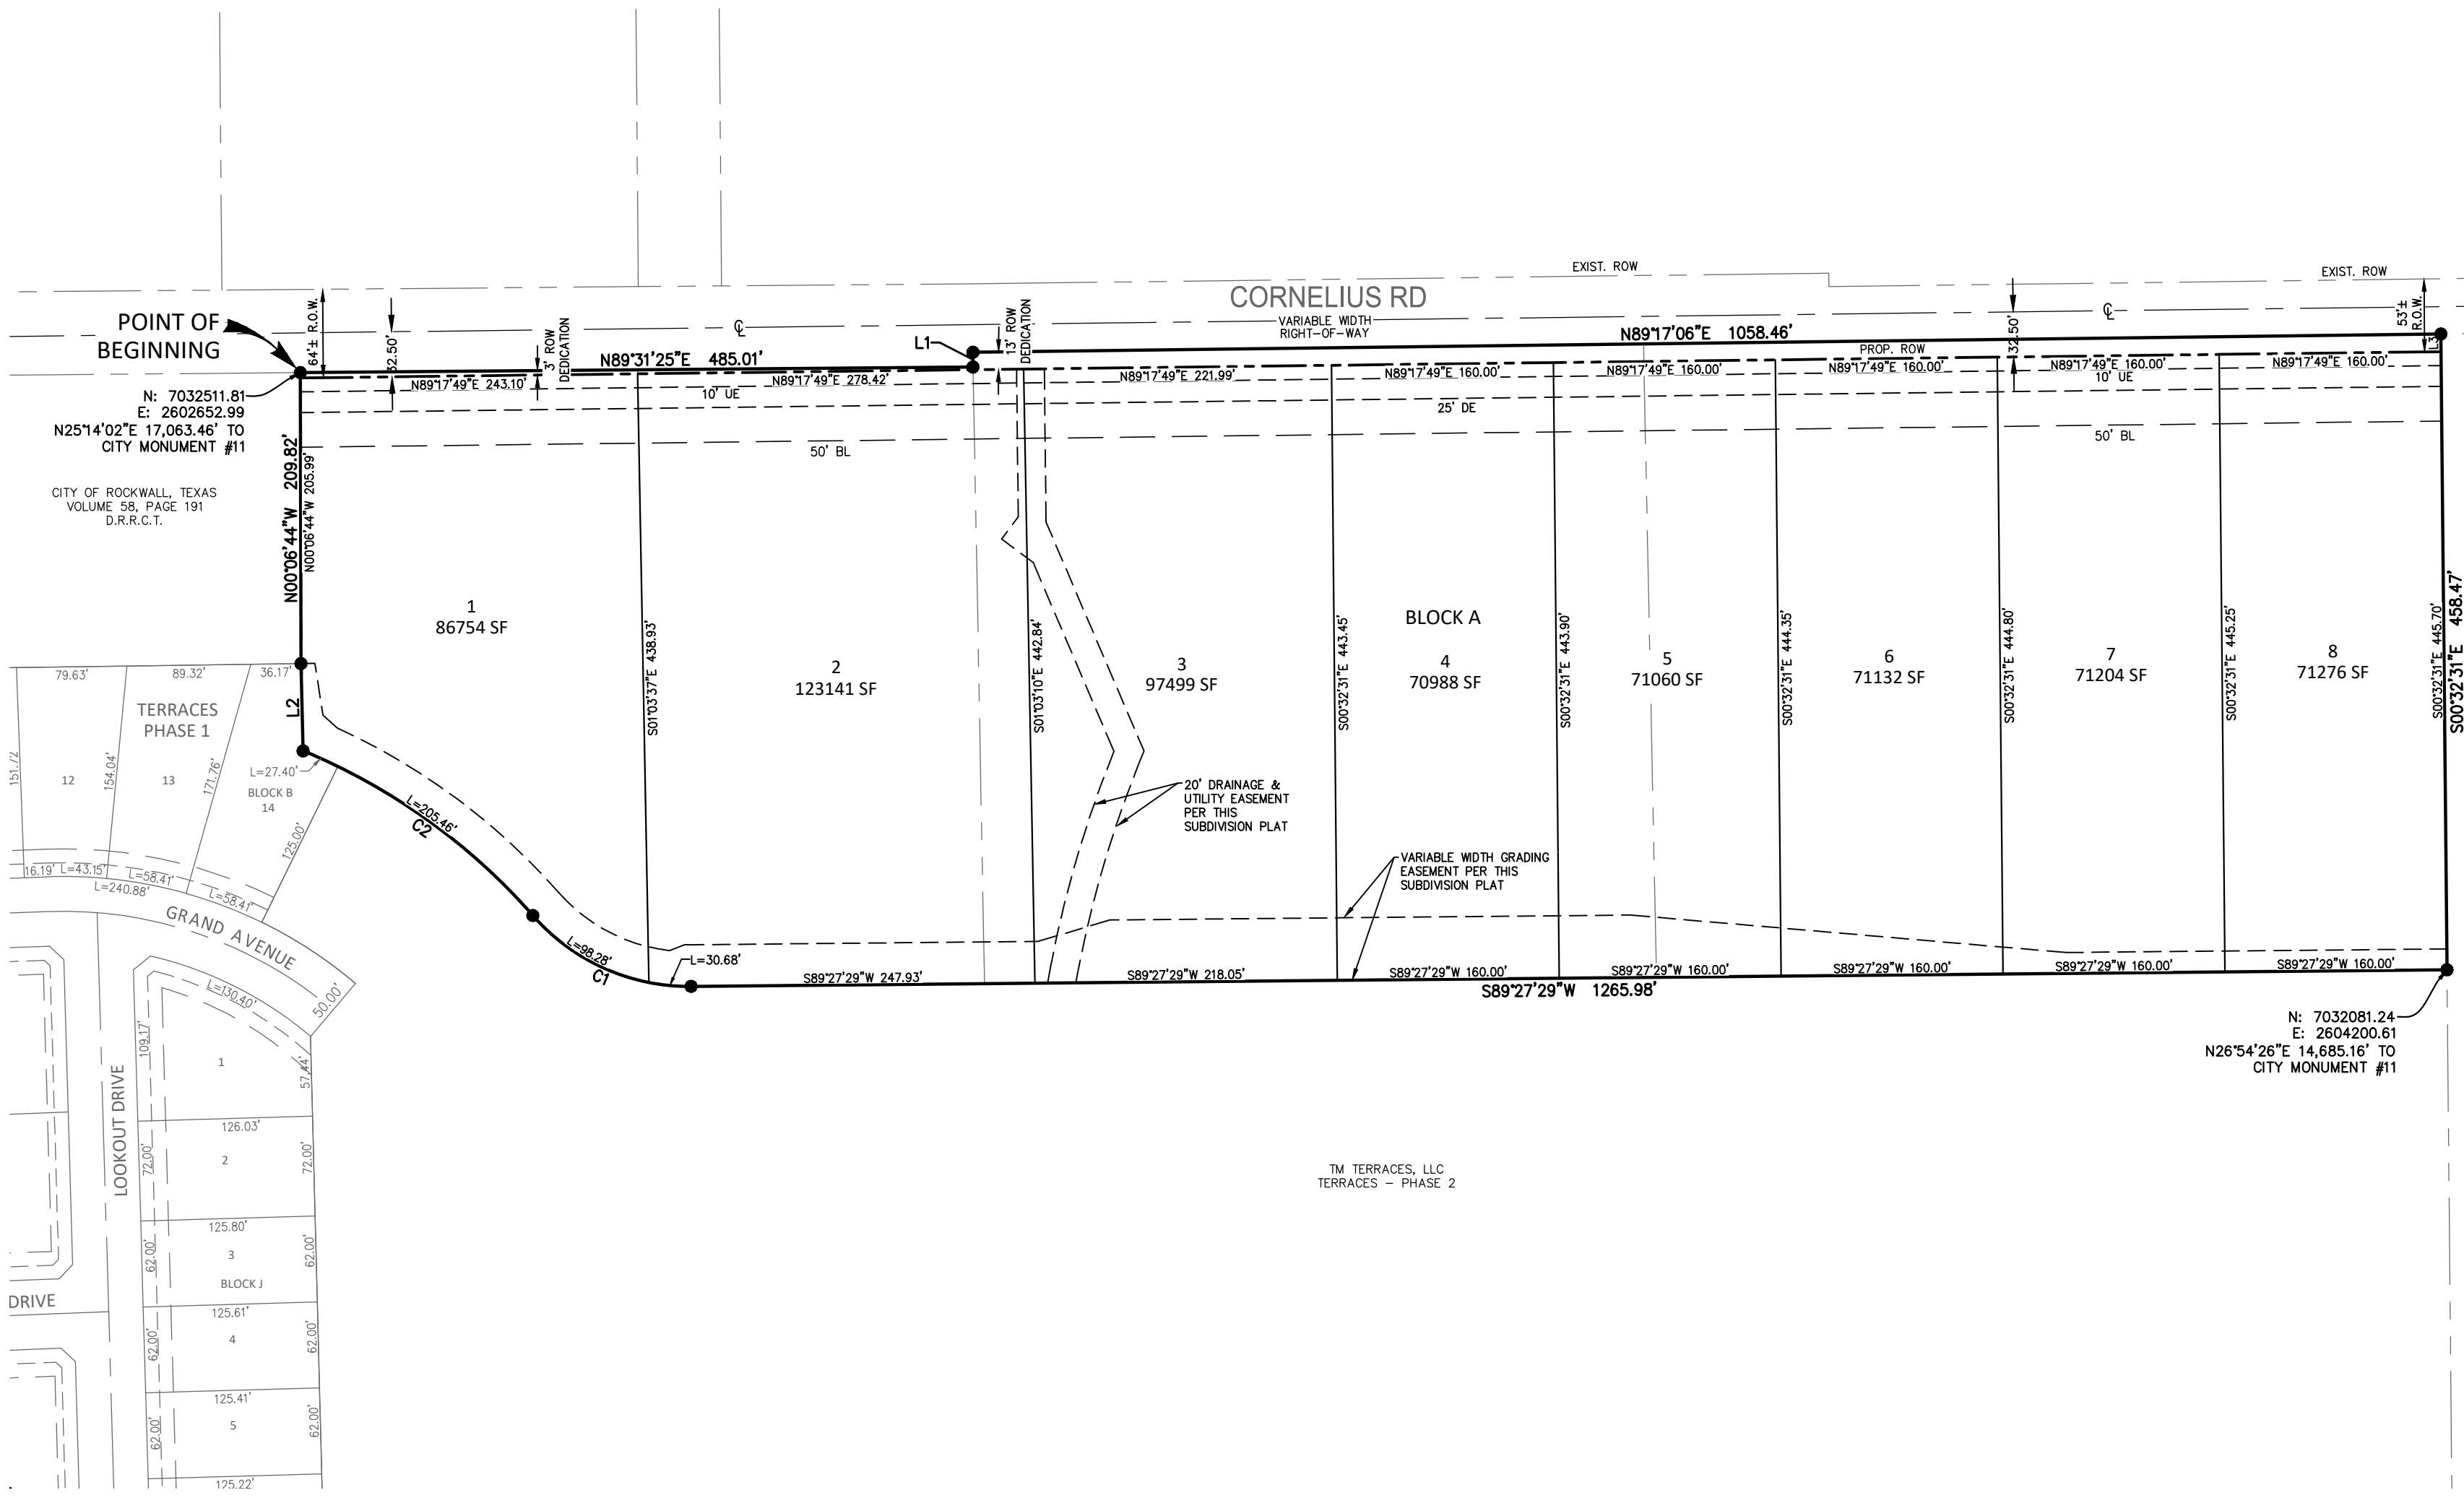 EXIST. ROW
EXIST. ROW
CORNELIUS RD
VARIABLE WIDTH
RIGHT-OF-WAY
POINT OF
BEGINNING
64'± R.O.W.
32.50'
℄
3' ROW
DEDICATION
N89°31'25"E 485.01'
L1
13' ROW
DEDICATION
N89°17'06"E 1058.46'
PROP. ROW
32.50'
℄
53'±
R.O.W.
L3
N89°17'49"E 243.10'
N89°17'49"E 278.42'
N89°17'49"E 221.99'
N89°17'49"E 160.00'
N89°17'49"E 160.00'
N89°17'49"E 160.00'
N89°17'49"E 160.00'
N89°17'49"E 160.00'
10' UE
10' UE
25' DE
50' BL
50' BL
N: 7032511.81
E: 2602652.99
N25°14'02"E 17,063.46' TO
CITY MONUMENT #11
CITY OF ROCKWALL, TEXAS
VOLUME 58, PAGE 191
D.R.R.C.T.
N00°06'44"W 209.82'
N00°06'44"W 205.99'
L2
1
86754 SF
S01°03'37"E 438.93'
2
123141 SF
S01°03'10"E 442.84'
3
97499 SF
S00°32'31"E 443.45'
BLOCK A
4
70988 SF
S00°32'31"E 443.90'
5
71060 SF
S00°32'31"E 444.35'
6
71132 SF
S00°32'31"E 444.80'
7
71204 SF
S00°32'31"E 445.25'
8
71276 SF
S00°32'31"E 445.70'
S00°32'31"E 458.47'
20' DRAINAGE &
UTILITY EASEMENT
PER THIS
SUBDIVISION PLAT
VARIABLE WIDTH GRADING
EASEMENT PER THIS
SUBDIVISION PLAT
L=205.46'
C2
L=98.28'
C1
L=30.68'
S89°27'29"W 247.93'
S89°27'29"W 218.05'
S89°27'29"W 160.00'
S89°27'29"W 160.00'
S89°27'29"W 160.00'
S89°27'29"W 160.00'
S89°27'29"W 160.00'
S89°27'29"W 1265.98'
N: 7032081.24
E: 2604200.61
N26°54'26"E 14,685.16' TO
CITY MONUMENT #11
TM TERRACES, LLC
TERRACES – PHASE 2
79.63'
89.32'
36.17'
TERRACES
PHASE 1
151.72
12
154.04'
13
171.76'
L=27.40'
BLOCK B
14
125.00'
16.19'
L=43.15'
L=58.41'
L=58.41'
L=240.88'
GRAND AVENUE
50.00'
L=130.40'
109.17'
1
57.44'
LOOKOUT DRIVE
126.03'
72.00'
2
72.00'
125.80'
62.00'
3
62.00'
BLOCK J
DRIVE
125.61'
62.00'
4
62.00'
125.41'
62.00'
5
62.00'
125.22'